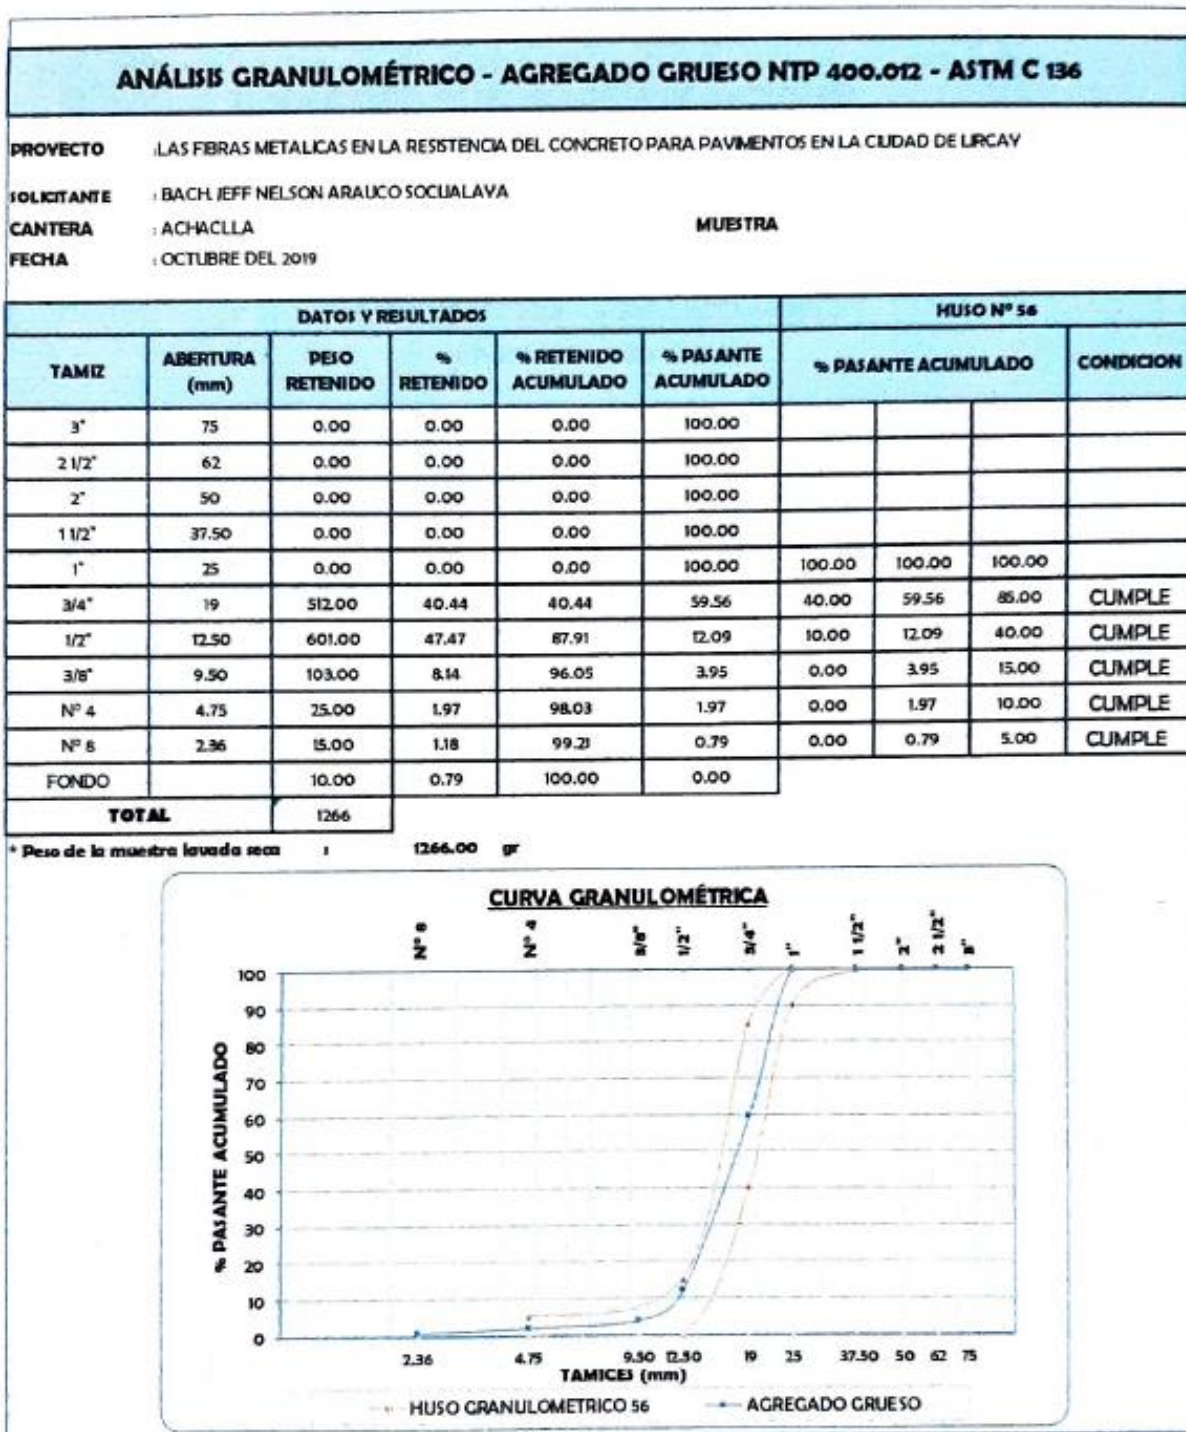 ANÁLISIS GRANULOMÉTRICO - AGREGADO GRUESO NTP 400.012 - ASTM C 136
PROYECTO :LAS FIBRAS METALICAS EN LA RESISTENCIA DEL CONCRETO PARA PAVIMENTOS EN LA CIUDAD DE LIRCAY
SOLICITANTE : BACH. JEFF NELSON ARAUCO SOCUALAYA
CANTERA : ACHACLLA MUESTRA
FECHA : OCTUBRE DEL 2019
DATOS Y RESULTADOS HUSO Nº 56
TAMIZ ABERTURA (mm) PESO RETENIDO % RETENIDO % RETENIDO ACUMULADO % PASANTE ACUMULADO % PASANTE ACUMULADO CONDICION
3" 75 0.00 0.00 0.00 100.00
2 1/2" 62 0.00 0.00 0.00 100.00
2" 50 0.00 0.00 0.00 100.00
1 1/2" 37.50 0.00 0.00 0.00 100.00
1" 25 0.00 0.00 0.00 100.00 100.00 100.00 100.00
3/4" 19 512.00 40.44 40.44 59.56 40.00 59.56 85.00 CUMPLE
1/2" 12.50 601.00 47.47 87.91 12.09 10.00 12.09 40.00 CUMPLE
3/8" 9.50 103.00 8.14 96.05 3.95 0.00 3.95 15.00 CUMPLE
Nº 4 4.75 25.00 1.97 98.03 1.97 0.00 1.97 10.00 CUMPLE
Nº 8 2.36 15.00 1.18 99.21 0.79 0.00 0.79 5.00 CUMPLE
FONDO 10.00 0.79 100.00 0.00
TOTAL 1266
* Peso de la muestra lavada seca : 1266.00 gr
CURVA GRANULOMÉTRICA
Nº 8 Nº 4 3/8" 1/2" 3/4" 1" 1 1/2" 2" 2 1/2" 3"
% PASANTE ACUMULADO
100
90
80
70
60
50
40
30
20
10
0
2.36 4.75 9.50 12.50 19 25 37.50 50 62 75
TAMICES (mm)
HUSO GRANULOMETRICO 56 AGREGADO GRUESO